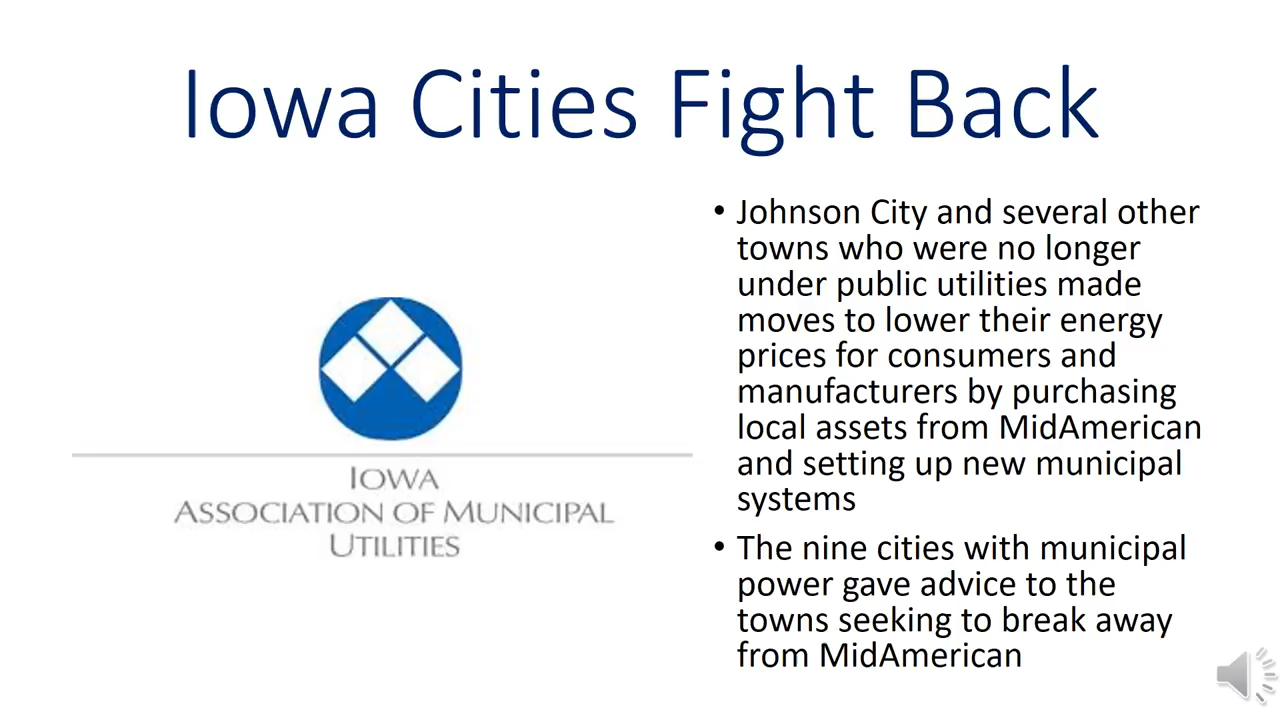 Iowa Cities Fight Back
• Johnson City and several other
towns who were no longer
under public utilities made
moves to lower their energy
prices for consumers and
manufacturers by purchasing
local assets from MidAmerican
and setting up new municipal
systems
• The nine cities with municipal
power gave advice to the
towns seeking to break away
from MidAmerican
IOWA
ASSOCIATION OF MUNICIPAL
UTILITIES